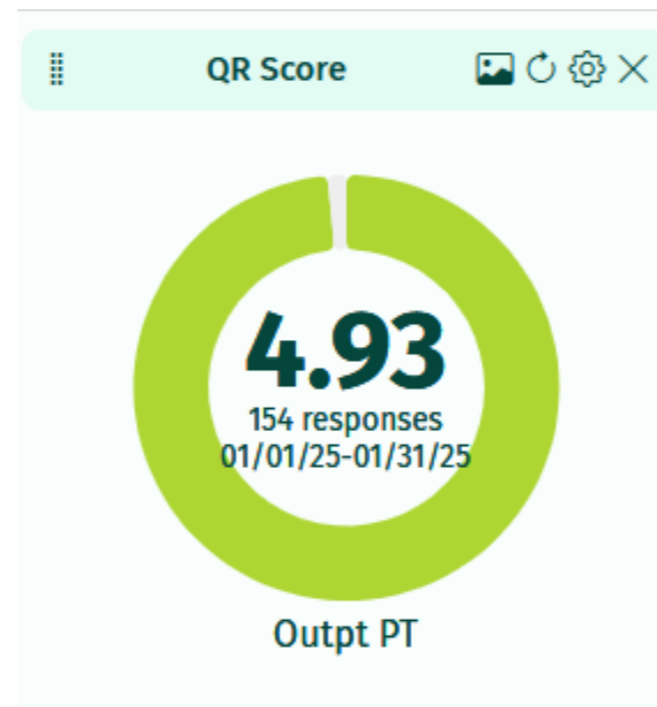 QR Score
4.93
154 responses
01/01/25-01/31/25
Outpt PT